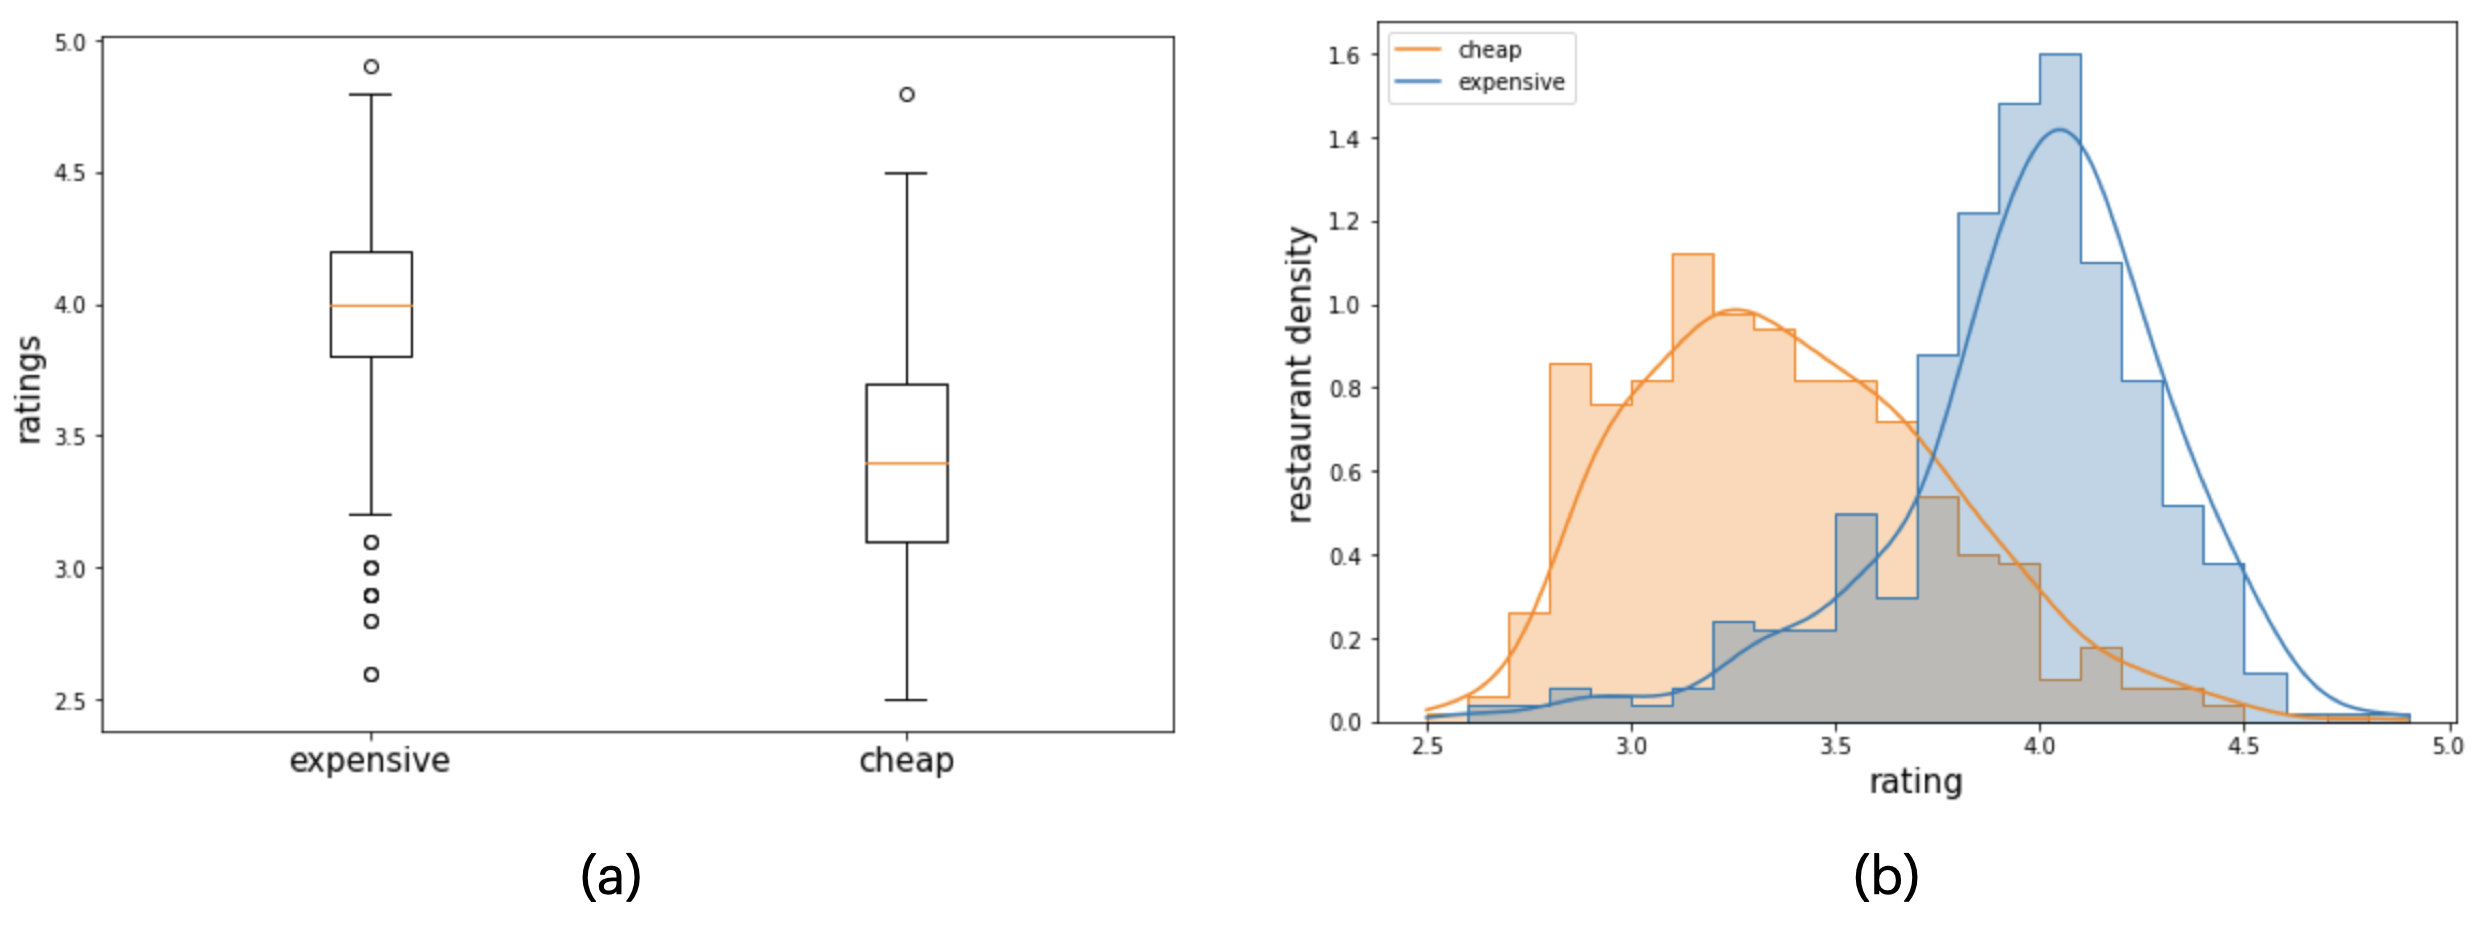 5.0
4.5
4.0
3.5
3.0
2.5
ratings
expensive cheap
(a)
cheap
expensive
1.6
1.4
1.2
1.0
0.8
0.6
0.4
0.2
0.0
restaurant density
2.5 3.0 3.5 4.0 4.5 5.0
rating
(b)